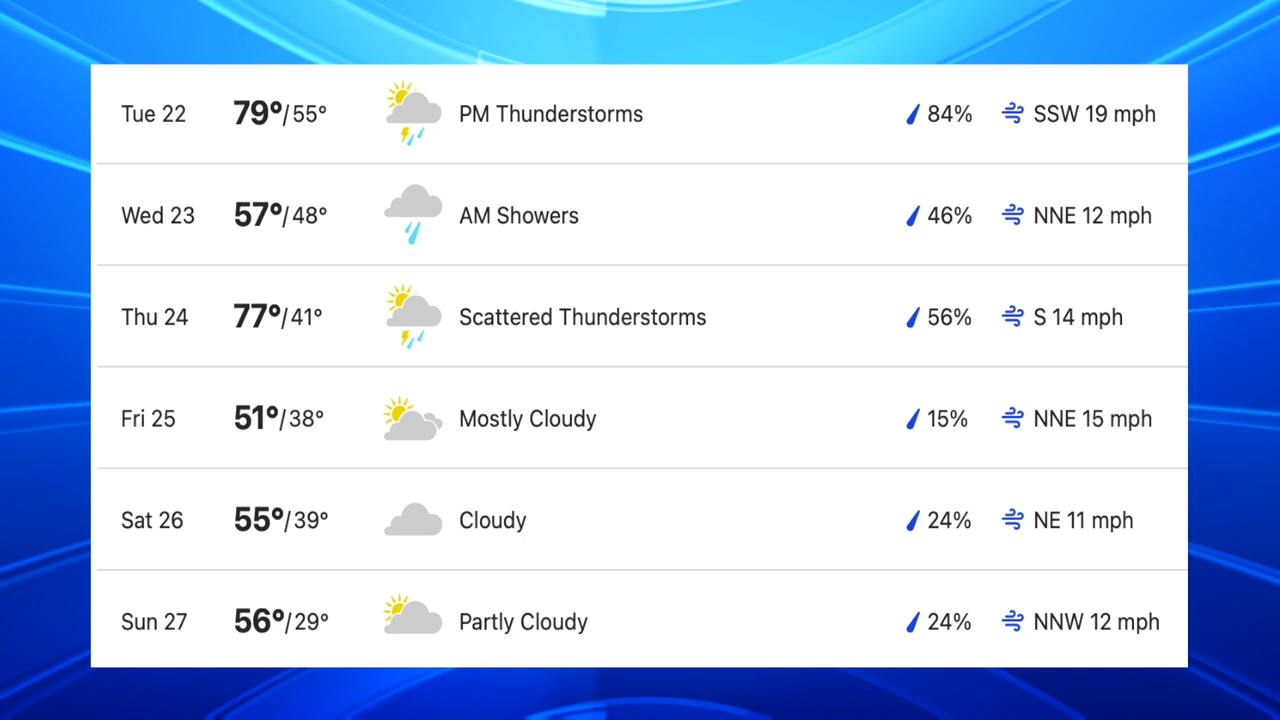 Tue 22 79°/55° PM Thunderstorms 84% SSW 19 mph
Wed 23 57°/48° AM Showers 46% NNE 12 mph
Thu 24 77°/41° Scattered Thunderstorms 56% S 14 mph
Fri 25 51°/38° Mostly Cloudy 15% NNE 15 mph
Sat 26 55°/39° Cloudy 24% NE 11 mph
Sun 27 56°/29° Partly Cloudy 24% NNW 12 mph